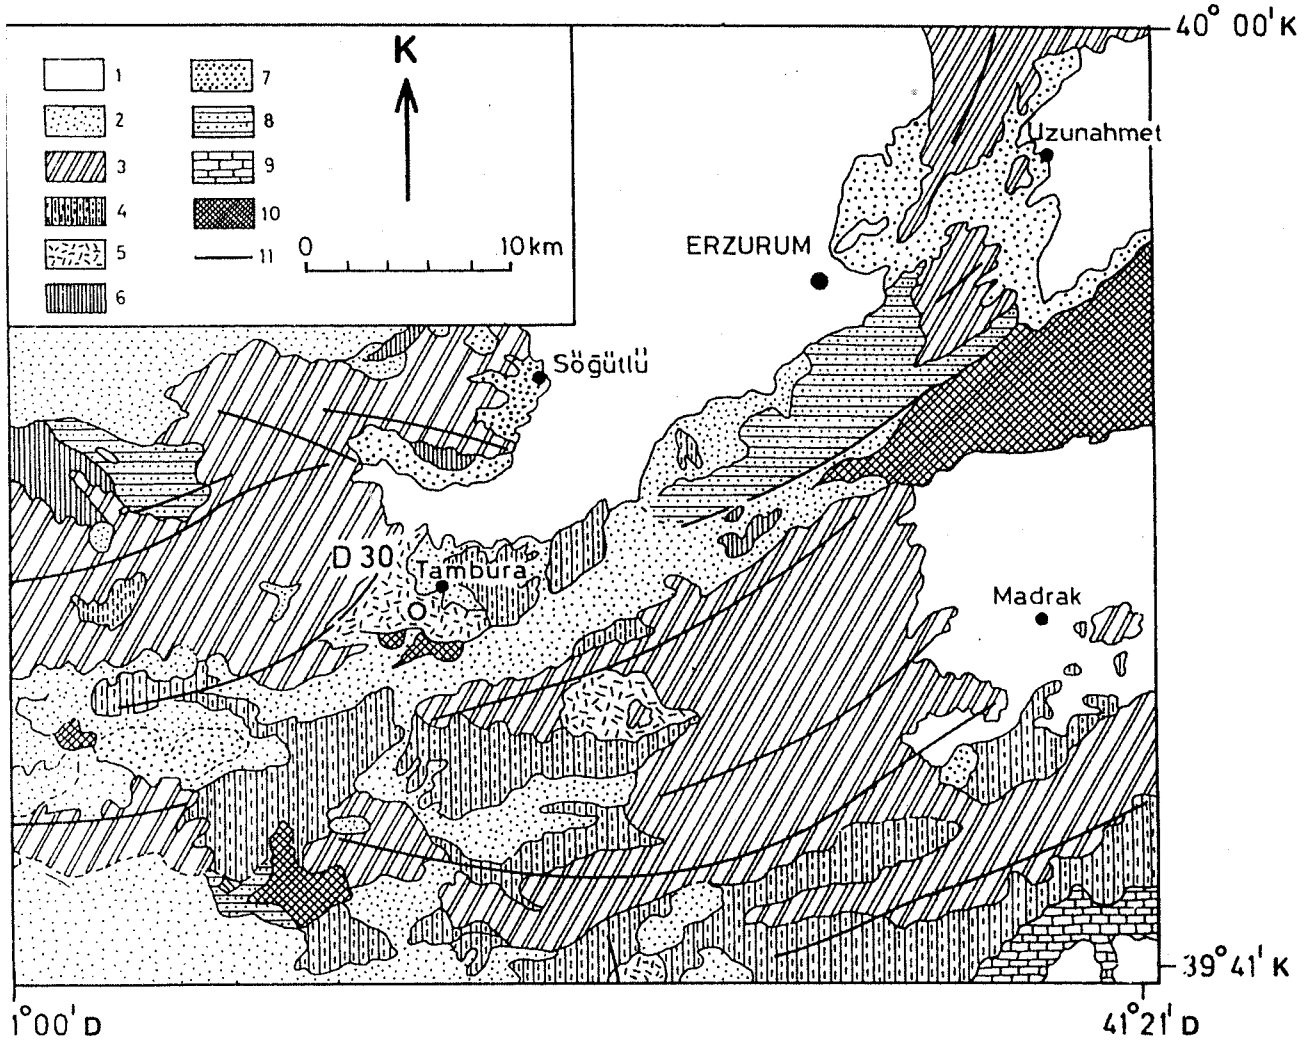 40° 00' K
K
1
2
3
4
5
6
7
8
9
10
11
0 10 km
Uzunahmet
ERZURUM
Söğütlü
D 30
Tambura
O
Madrak
39° 41' K
1° 00' D
41° 21' D